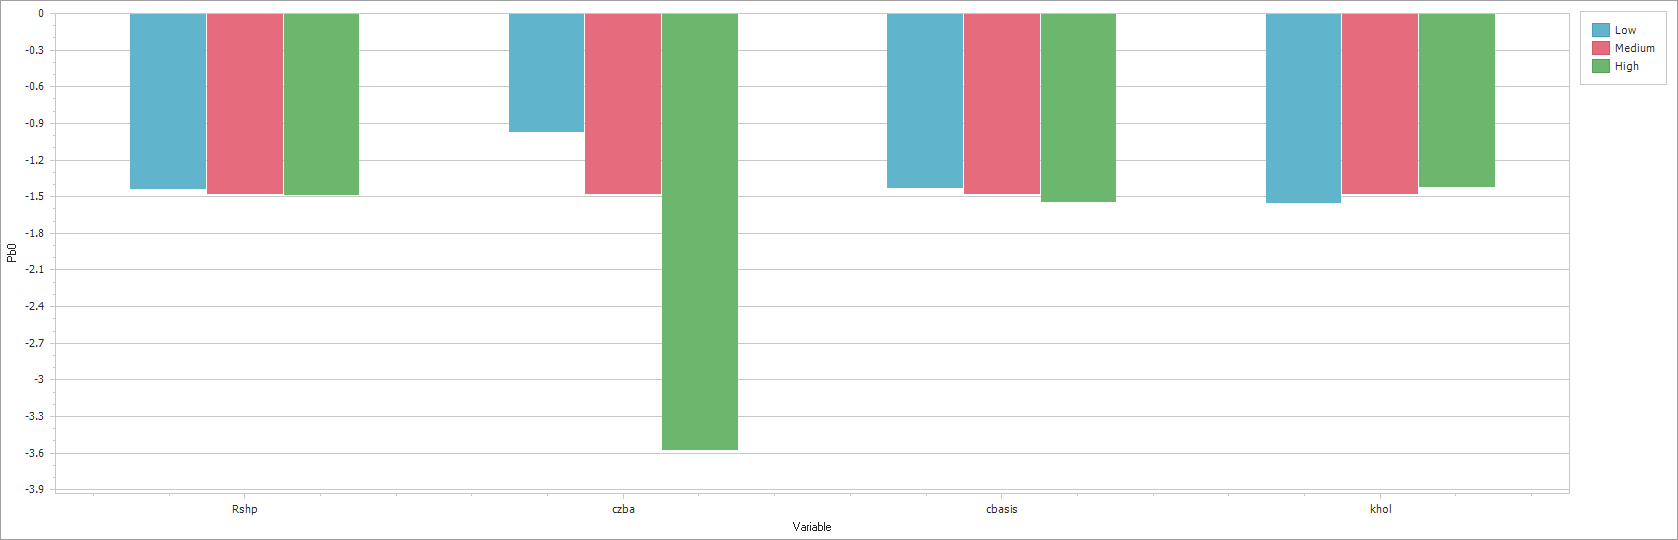 0
-0.3
-0.6
-0.9
-1.2
-1.5
-1.8
-2.1
-2.4
-2.7
-3
-3.3
-3.6
-3.9
Pb0
Rshp czba cbasis khol
Variable
Low
Medium
High